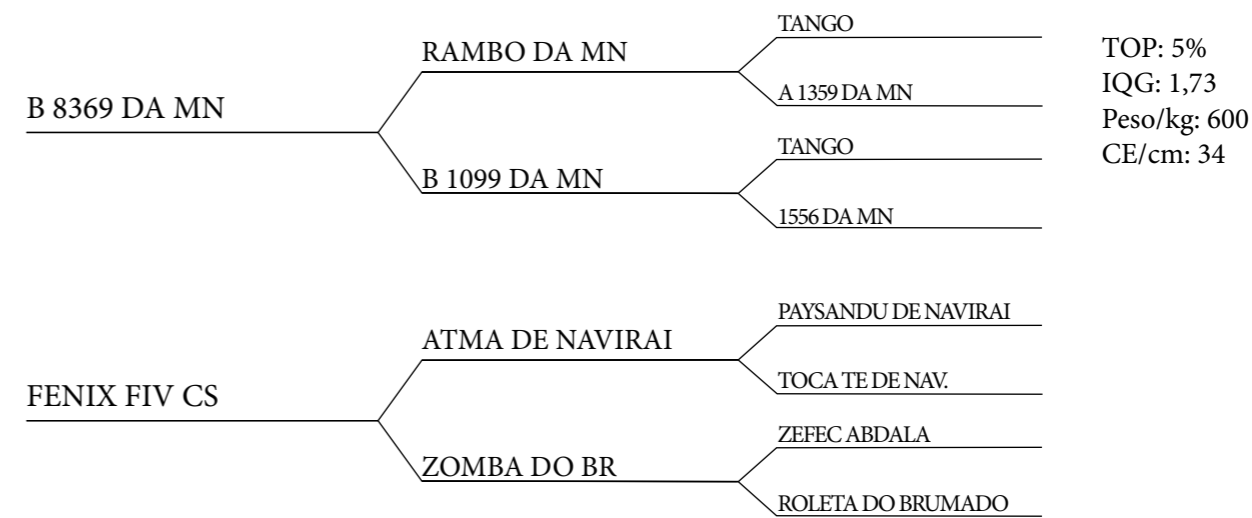 TANGO
RAMBO DA MN
A 1359 DA MN
B 8369 DA MN
TANGO
B 1099 DA MN
1556 DA MN
PAYSANDU DE NAVIRAI
ATMA DE NAVIRAI
TOCA TE DE NAV.
FENIX FIV CS
ZEFEC ABDALA
ZOMBA DO BR
ROLETA DO BRUMADO
TOP: 5%
IQG: 1,73
Peso/kg: 600
CE/cm: 34